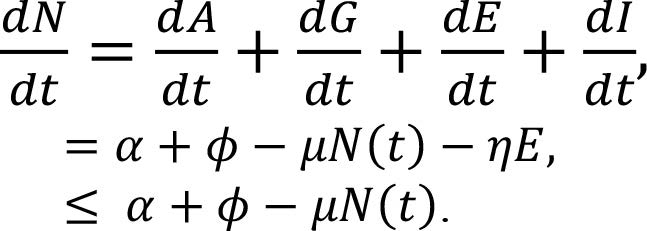 dN/dt = dA/dt + dG/dt + dE/dt + dI/dt,
= α + ϕ − μN(t) − ηE,
≤ α + ϕ − μN(t).